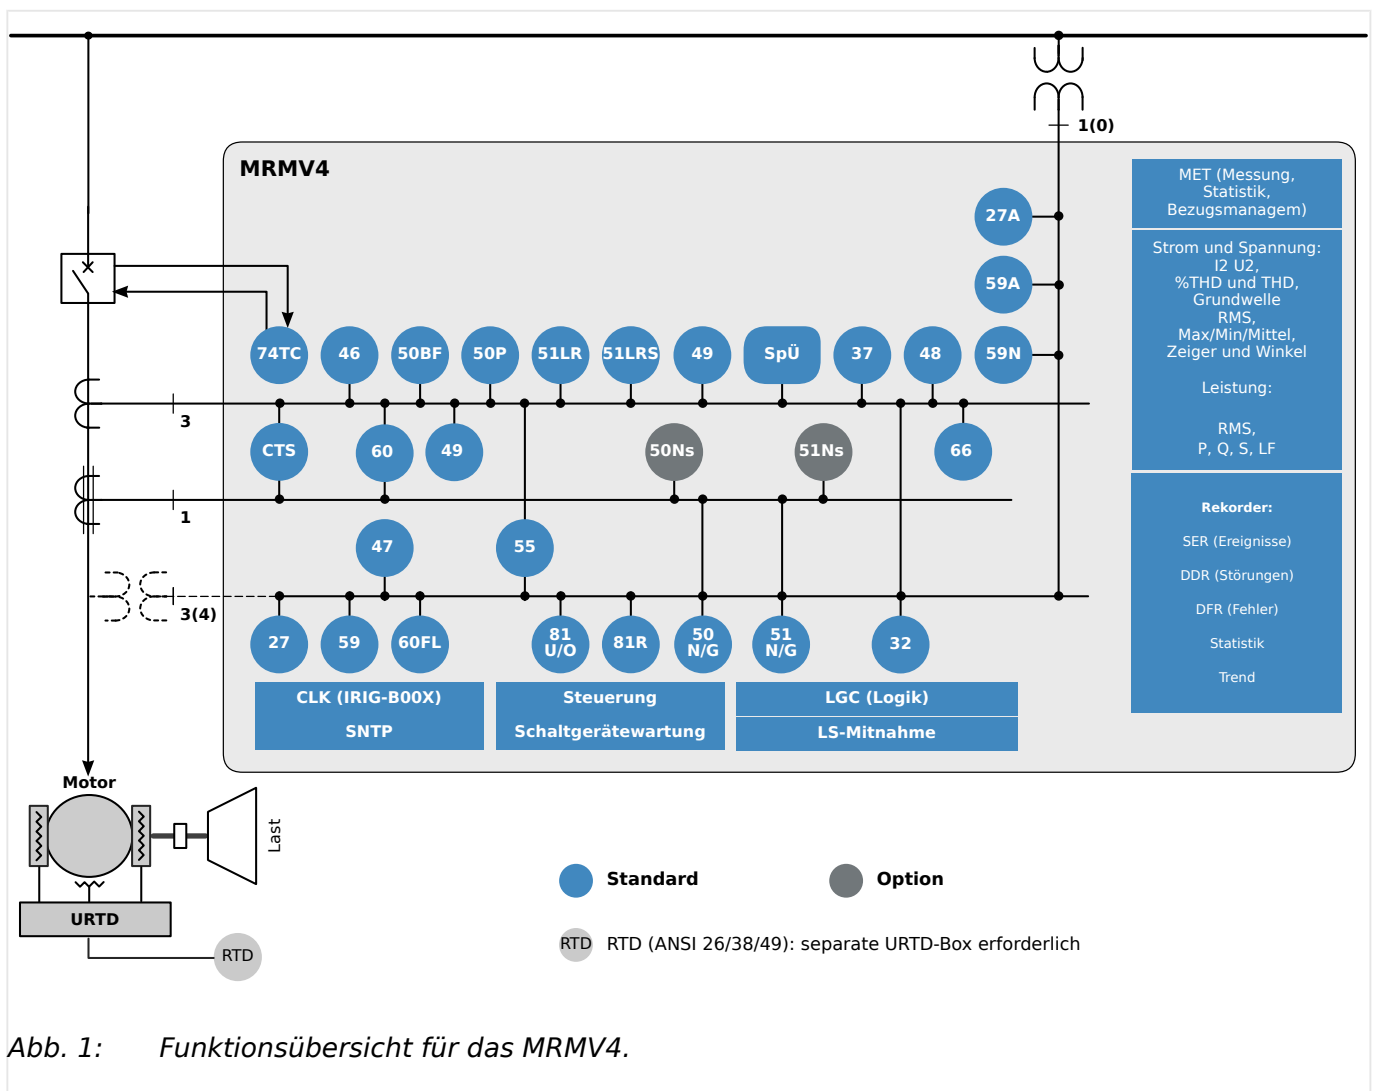 1(0)
MRMV4
27A
59A
59N
74TC
46
50BF
50P
51LR
51LRS
49
SpÜ
37
48
3
CTS
60
49
50Ns
51Ns
66
1
47
55
3(4)
27
59
60FL
81
U/O
81R
50
N/G
51
N/G
32
CLK (IRIG-B00X)
SNTP
Steuerung
Schaltgerätewartung
LGC (Logik)
LS-Mitnahme
MET (Messung,
Statistik,
Bezugsmanagem)
Strom und Spannung:
I2 U2,
%THD und THD,
Grundwelle
RMS,
Max/Min/Mittel,
Zeiger und Winkel
Leistung:
RMS,
P, Q, S, LF
Rekorder:
SER (Ereignisse)
DDR (Störungen)
DFR (Fehler)
Statistik
Trend
Motor
Last
URTD
RTD
Standard
Option
RTD
RTD (ANSI 26/38/49): separate URTD-Box erforderlich
Abb. 1: Funktionsübersicht für das MRMV4.